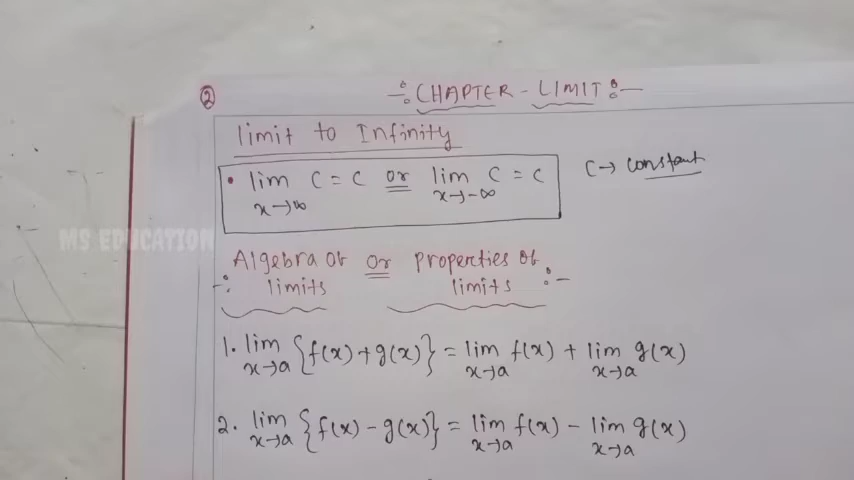 ② ÷ CHAPTER - LIMIT :-
limit to Infinity
• lim x→∞ C = C or lim x→-∞ C = C   C → constant
MS EDUCATION
÷ Algebra of limits or properties of limits :-
1. lim x→a {f(x) + g(x)} = lim x→a f(x) + lim x→a g(x)
2. lim x→a {f(x) - g(x)} = lim x→a f(x) - lim x→a g(x)